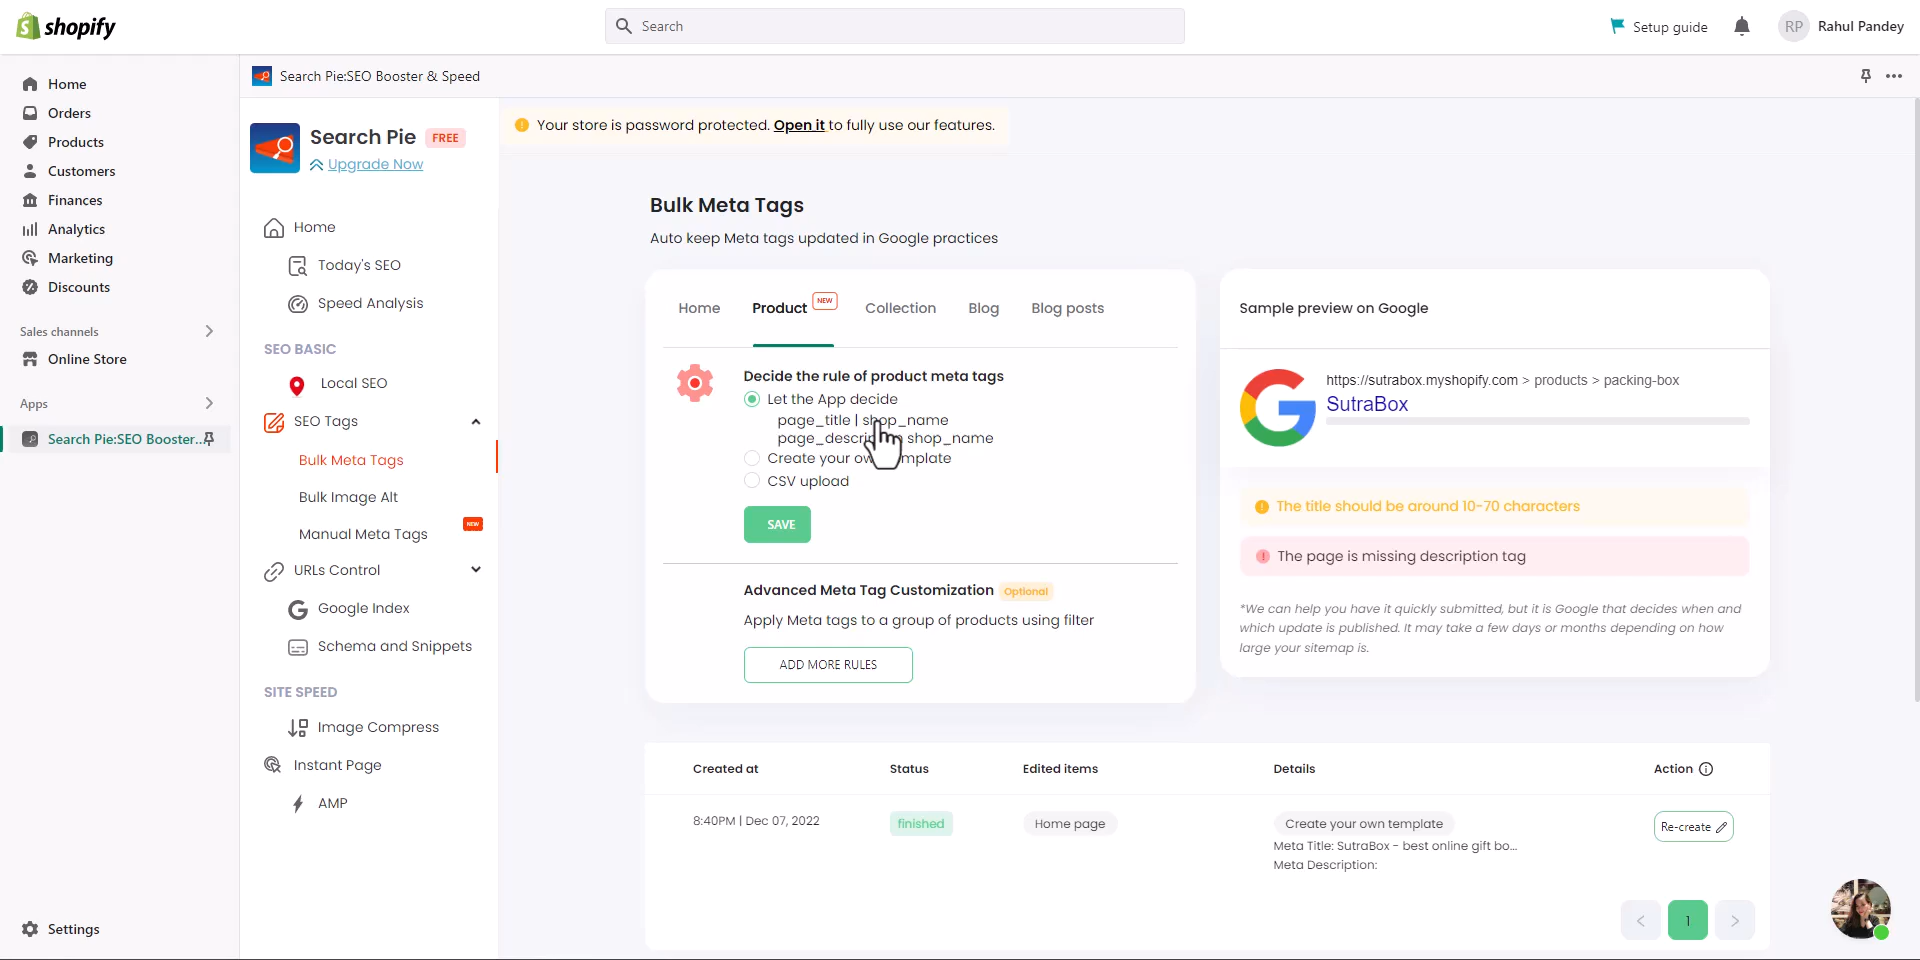 shopify
Search
Setup guide
RP
Rahul Pandey
Home
Orders
Products
Customers
Finances
Analytics
Marketing
Discounts
Sales channels
Online Store
Apps
Search Pie:SEO Booster...
Settings
Search Pie:SEO Booster & Speed
Search Pie FREE
Upgrade Now
Home
Today's SEO
Speed Analysis
SEO BASIC
Local SEO
SEO Tags
Bulk Meta Tags
Bulk Image Alt
Manual Meta Tags NEW
URLs Control
Google Index
Schema and Snippets
SITE SPEED
Image Compress
Instant Page
AMP
Your store is password protected. Open it to fully use our features.
Bulk Meta Tags
Auto keep Meta tags updated in Google practices
Home Product NEW Collection Blog Blog posts
Decide the rule of product meta tags
Let the App decide
page_title | shop_name
shop_name
Create your
CSV upload
SAVE
Advanced Meta Tag Customization Optional
Apply Meta tags to a group of products using filter
ADD MORE RULES
Sample preview on Google
https://sutrabox.myshopify.com > products > packing-box
SutraBox
The title should be around 10-70 characters
The page is missing description tag
*We can help you have it quickly submitted, but it is Google that decides when and
which update is published. It may take a few days or months depending on how
large your sitemap is.
Created at Status Edited items Details Action
8:40PM | Dec 07, 2022 finished Home page Create your own template Re-create
Meta Title: SutraBox - best online gift bo...
Meta Description:
< 1 >